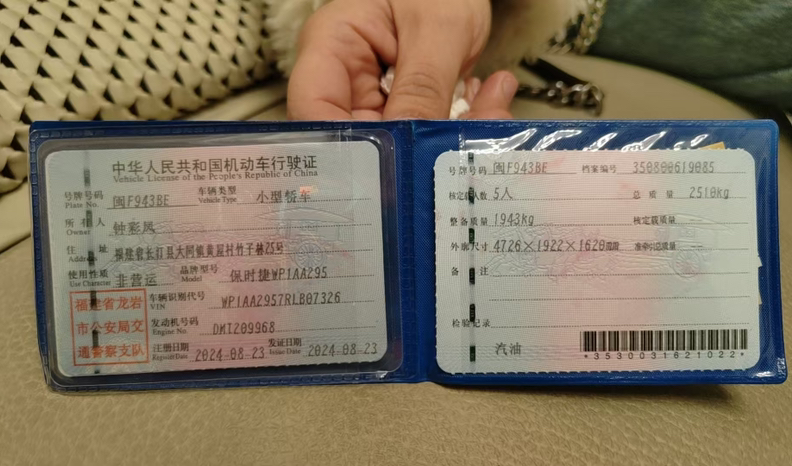 中华人民共和国机动车行驶证
Vehicle License of the People's Republic of China
号牌号码 Plate No. 闽F943BE 车辆类型 Vehicle Type 小型轿车
所有人 Owner 钟彩凤
住址 Address 福建省长汀县大同镇黄屋村竹子林25号
使用性质 Use Character 非营运 品牌型号 Model 保时捷WP1AA295
车辆识别代号 VIN WP1AA2957RLB07326
发动机号码 Engine No. DMT209968
注册日期 Register Date 2024-08-23 发证日期 Issue Date 2024-08-23
福建省龙岩
市公安局交
通警察支队
号牌号码 闽F943BE 档案编号 350800619085
核定载人数 5人 总质量 2510kg
整备质量 1943kg 核定载质量 --
外廓尺寸 4726×1922×1620mm 准牵引总质量 --
备注
检验记录
汽油
*3530031621022*